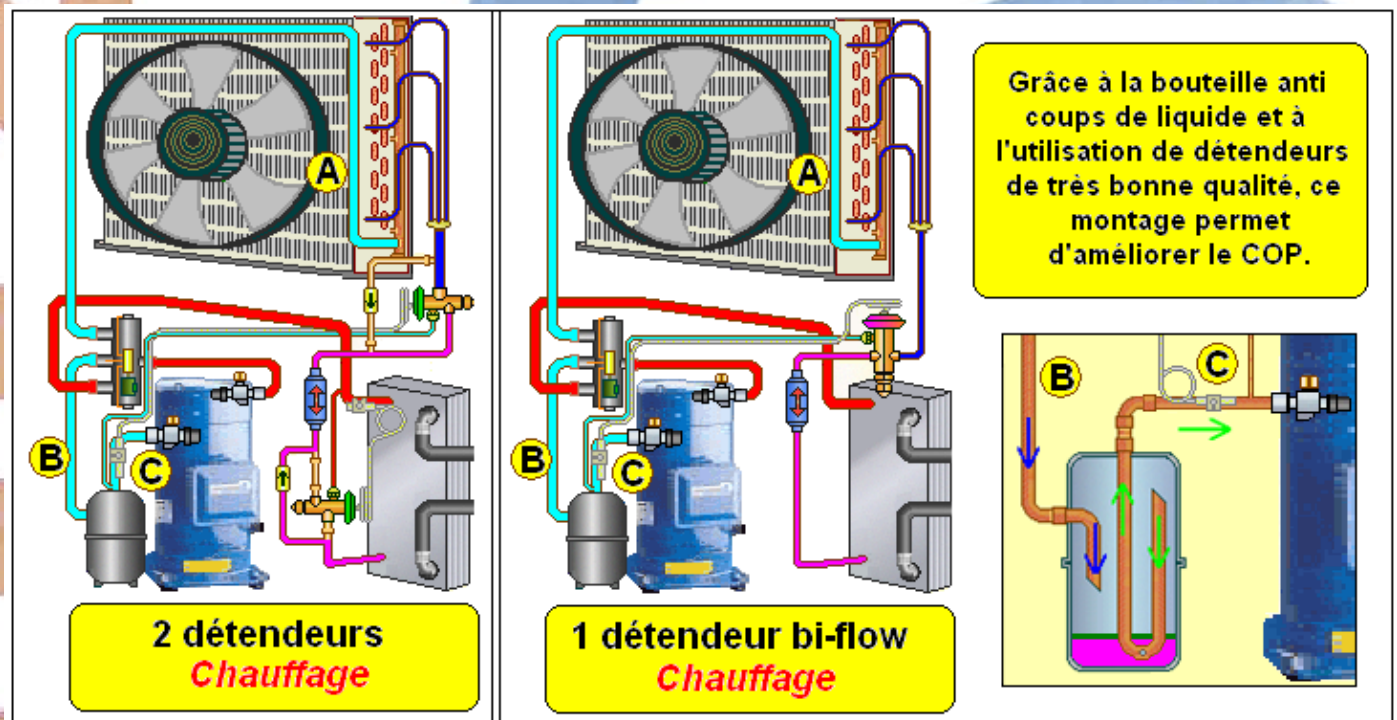 A
B
C
2 détendeurs
Chauffage
A
B
C
1 détendeur bi-flow
Chauffage
Grâce à la bouteille anti
coups de liquide et à
l'utilisation de détendeurs
de très bonne qualité, ce
montage permet
d'améliorer le COP.
B
C